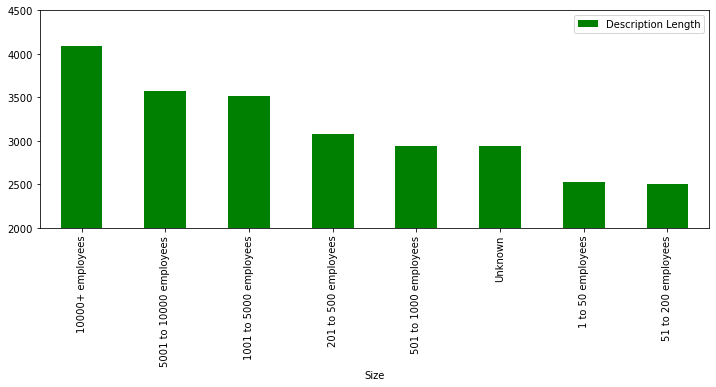 4500
4000
3500
3000
2500
2000
Description Length
10000+ employees
5001 to 10000 employees
1001 to 5000 employees
201 to 500 employees
501 to 1000 employees
Unknown
1 to 50 employees
51 to 200 employees
Size